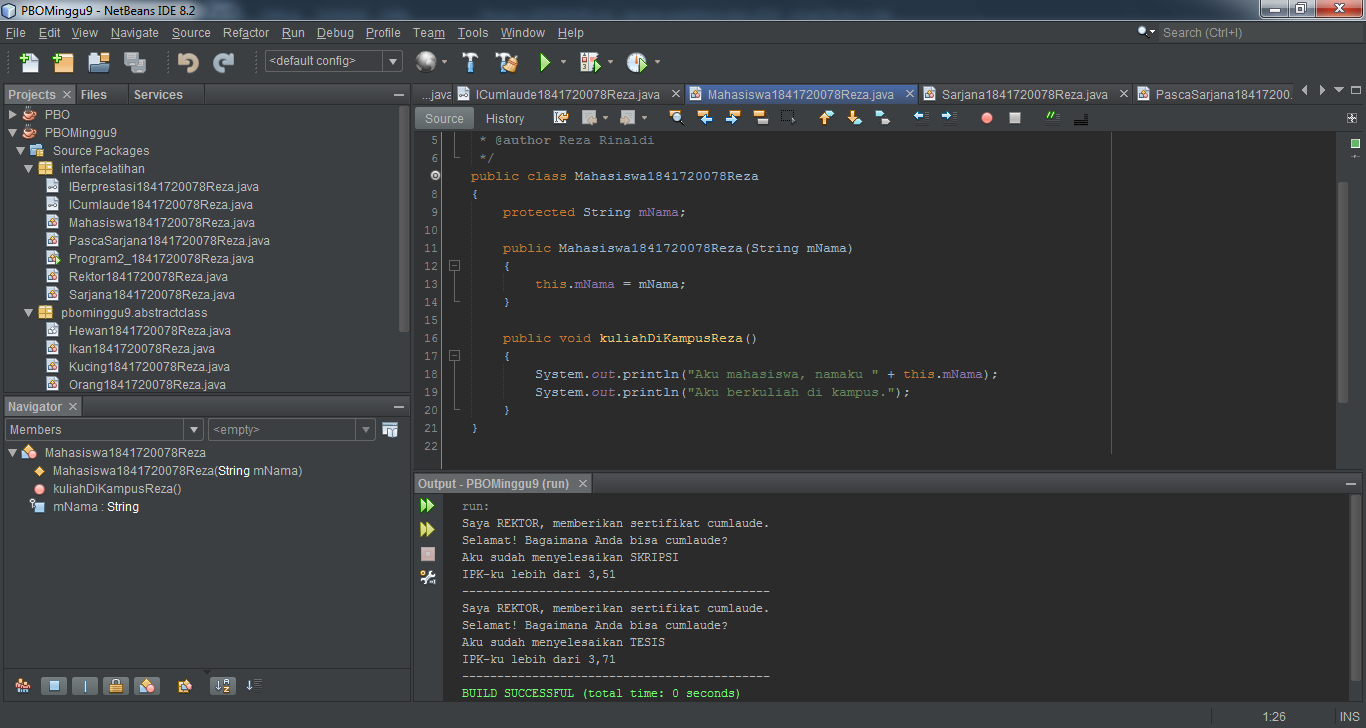 PBOMinggu9 - NetBeans IDE 8.2
File Edit View Navigate Source Refactor Run Debug Profile Team Tools Window Help
Search (Ctrl+I)
<default config>
Projects Files Services
PBO
PBOMinggu9
Source Packages
interfacelatihan
IBerprestasi1841720078Reza.java
ICumlaude1841720078Reza.java
Mahasiswa1841720078Reza.java
PascaSarjana1841720078Reza.java
Program2_1841720078Reza.java
Rektor1841720078Reza.java
Sarjana1841720078Reza.java
pbominggu9.abstractclass
Hewan1841720078Reza.java
Ikan1841720078Reza.java
Kucing1841720078Reza.java
Orang1841720078Reza.java
Navigator
Members <empty>
Mahasiswa1841720078Reza
Mahasiswa1841720078Reza(String mNama)
kuliahDiKampusReza()
mNama : String
...java ICumlaude1841720078Reza.java Mahasiswa1841720078Reza.java Sarjana1841720078Reza.java PascaSarjana18417200.
Source History
5 * @author Reza Rinaldi
6 */
public class Mahasiswa1841720078Reza
8 {
9 protected String mNama;
10
11 public Mahasiswa1841720078Reza(String mNama)
12 {
13 this.mNama = mNama;
14 }
15
16 public void kuliahDiKampusReza()
17 {
18 System.out.println("Aku mahasiswa, namaku " + this.mNama);
19 System.out.println("Aku berkuliah di kampus.");
20 }
21 }
22
Output - PBOMinggu9 (run)
run:
Saya REKTOR, memberikan sertifikat cumlaude.
Selamat! Bagaimana Anda bisa cumlaude?
Aku sudah menyelesaikan SKRIPSI
IPK-ku lebih dari 3,51
--------------------------------------------
Saya REKTOR, memberikan sertifikat cumlaude.
Selamat! Bagaimana Anda bisa cumlaude?
Aku sudah menyelesaikan TESIS
IPK-ku lebih dari 3,71
--------------------------------------------
BUILD SUCCESSFUL (total time: 0 seconds)
1:26 INS